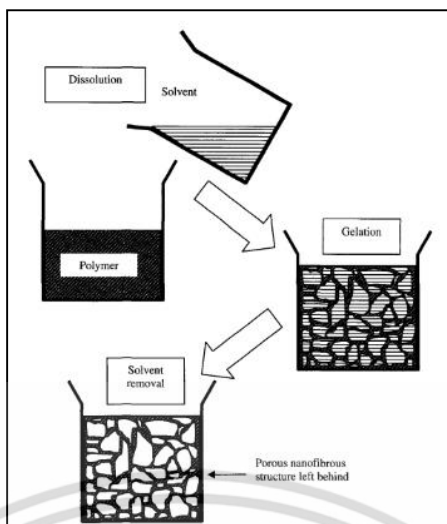 Dissolution
Solvent
Polymer
Gelation
Solvent
removal
Porous nanofibrous
structure left behind